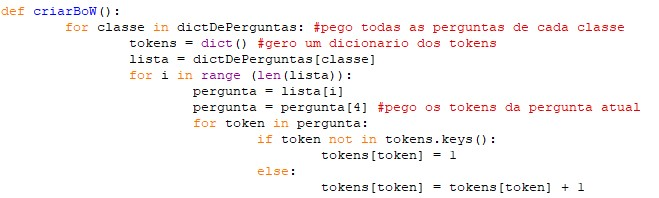 def criarBoW():
        for classe in dictDePerguntas: #pego todas as perguntas de cada classe
                tokens = dict() #gero um dicionario dos tokens
                lista = dictDePerguntas[classe]
                for i in range (len(lista)):
                        pergunta = lista[i]
                        pergunta = pergunta[4] #pego os tokens da pergunta atual
                        for token in pergunta:
                                if token not in tokens.keys():
                                        tokens[token] = 1
                                else:
                                        tokens[token] = tokens[token] + 1